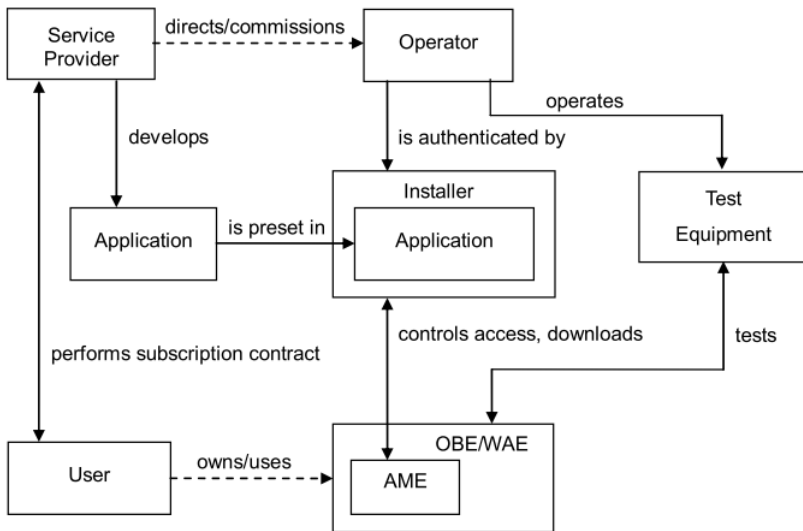 directs/commissions
Service
Provider
Operator
operates
develops
is authenticated by
Installer
Test
Equipment
Application
is preset in
Application
controls access, downloads
tests
performs subscription contract
OBE/WAE
User
owns/uses
AME